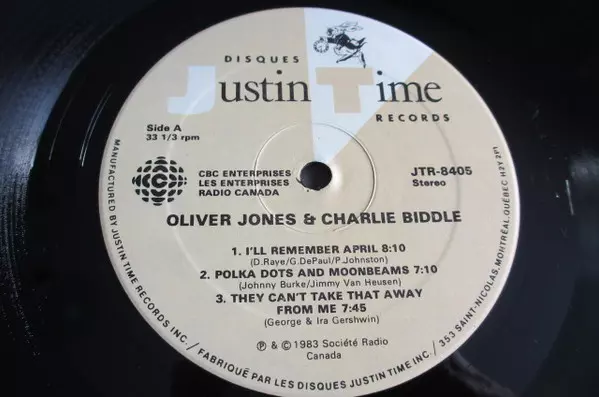 DISQUES
Justin Time
RECORDS
Side A
33 1/3 rpm
CBC ENTERPRISES
LES ENTERPRISES
RADIO CANADA
JTR-8405
Stereo
OLIVER JONES & CHARLIE BIDDLE
1. I'LL REMEMBER APRIL 8:10
(D.Raye/G.DePaul/P.Johnston)
2. POLKA DOTS AND MOONBEAMS 7:10
(Johnny Burke/Jimmy Van Heusen)
3. THEY CAN'T TAKE THAT AWAY
FROM ME 7:45
(George & Ira Gershwin)
℗ & © 1983 Société Radio
Canada
MANUFACTURED BY JUSTIN TIME RECORDS INC. / FABRIQUÉ PAR LES DISQUES JUSTIN TIME INC. / 353 SAINT-NICOLAS, MONTRÉAL, QUÉBEC H2Y 2P1